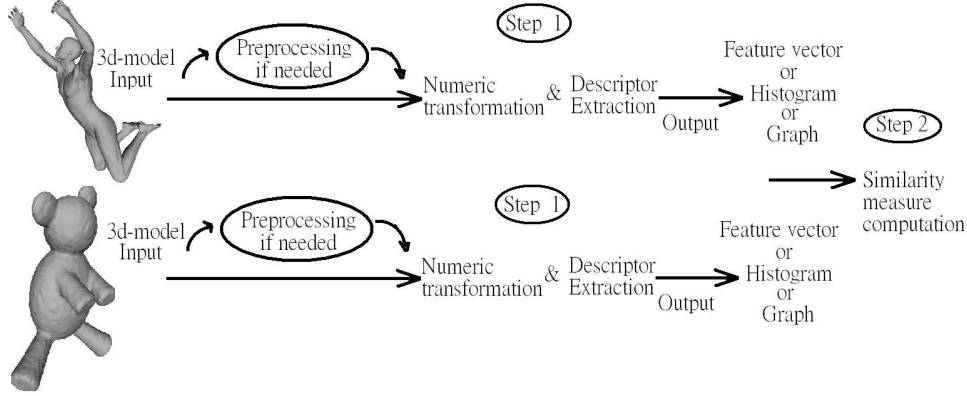 Step 1
3d-model
Input
Preprocessing
if needed
Numeric
transformation
& Descriptor
Extraction
Output
Feature vector
or
Histogram
or
Graph
Step 2
Similarity
measure
computation
Step 1
3d-model
Input
Preprocessing
if needed
Numeric
transformation
& Descriptor
Extraction
Output
Feature vector
or
Histogram
or
Graph